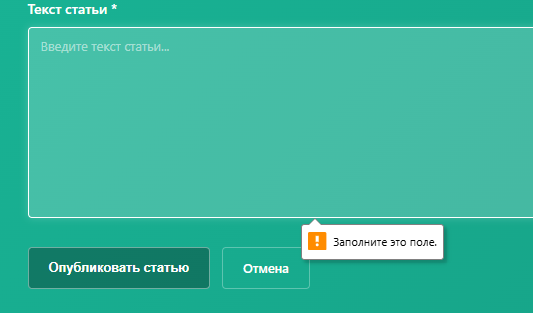 Текст статьи *
Введите текст статьи...
Заполните это поле.
Опубликовать статью
Отмена